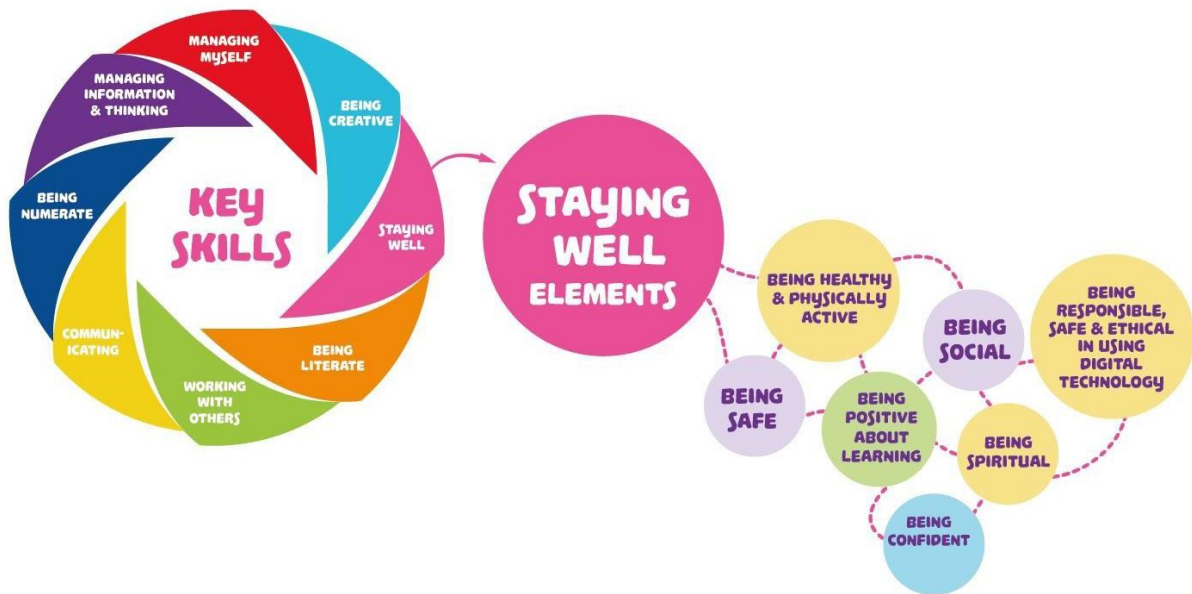 MANAGING
MYSELF
BEING
CREATIVE
STAYING
WELL
BEING
LITERATE
WORKING
WITH
OTHERS
COMMUN-
ICATING
BEING
NUMERATE
MANAGING
INFORMATION
& THINKING
KEY
SKILLS
STAYING
WELL
ELEMENTS
BEING HEALTHY
& PHYSICALLY
ACTIVE
BEING
SAFE
BEING
POSITIVE
ABOUT
LEARNING
BEING
SOCIAL
BEING
RESPONSIBLE,
SAFE & ETHICAL
IN USING
DIGITAL
TECHNOLOGY
BEING
SPIRITUAL
BEING
CONFIDENT